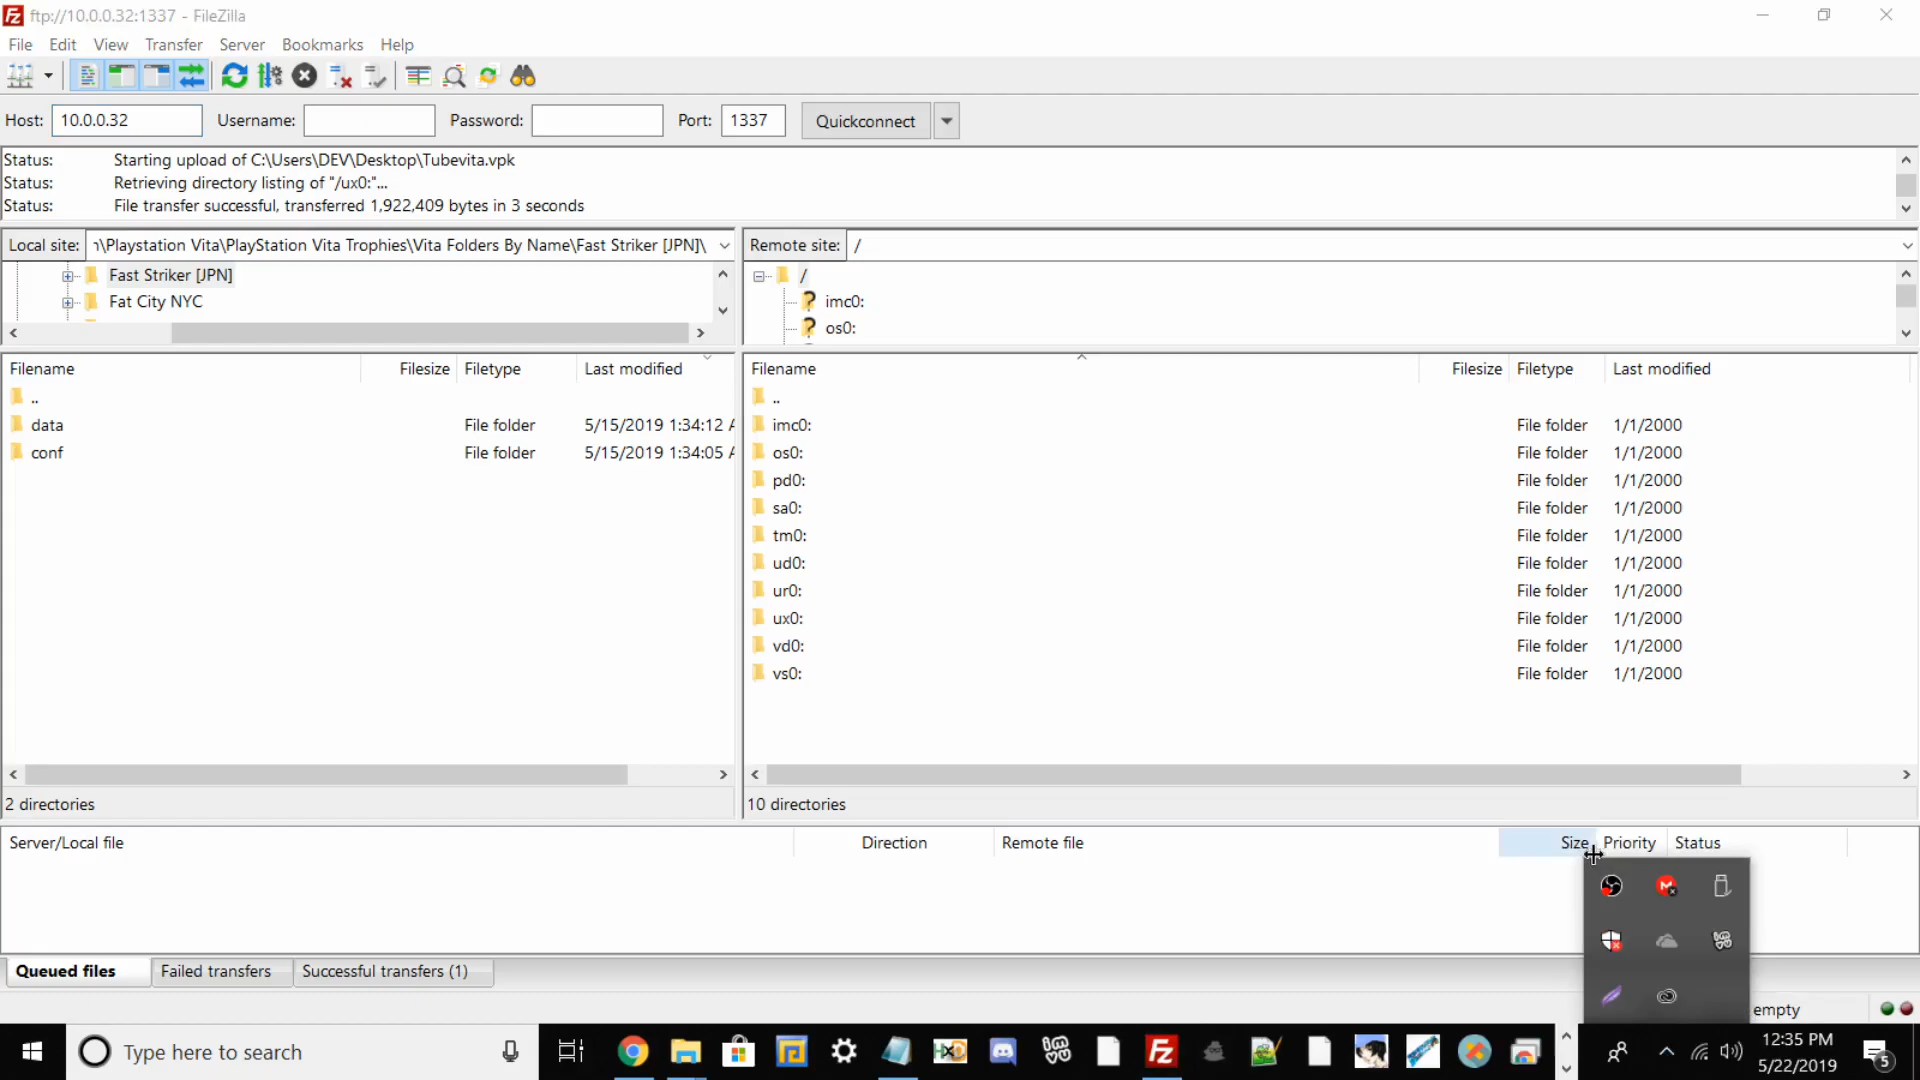 ftp://10.0.0.32:1337 - FileZilla
File Edit View Transfer Server Bookmarks Help
Host: 10.0.0.32 Username: Password: Port: 1337 Quickconnect
Status: Starting upload of C:\Users\DEV\Desktop\Tubevita.vpk
Status: Retrieving directory listing of "/ux0:"...
Status: File transfer successful, transferred 1,922,409 bytes in 3 seconds
Local site: \Playstation Vita\PlayStation Vita Trophies\Vita Folders By Name\Fast Striker [JPN]\
Fast Striker [JPN]
Fat City NYC
Remote site: /
/
imc0:
os0:
Filename Filesize Filetype Last modified
..
data File folder 5/15/2019 1:34:12
conf File folder 5/15/2019 1:34:05
2 directories
Filename Filesize Filetype Last modified
..
imc0: File folder 1/1/2000
os0: File folder 1/1/2000
pd0: File folder 1/1/2000
sa0: File folder 1/1/2000
tm0: File folder 1/1/2000
ud0: File folder 1/1/2000
ur0: File folder 1/1/2000
ux0: File folder 1/1/2000
vd0: File folder 1/1/2000
vs0: File folder 1/1/2000
10 directories
Server/Local file Direction Remote file Size Priority Status
Queued files Failed transfers Successful transfers (1)
empty
Type here to search
12:35 PM
5/22/2019
5